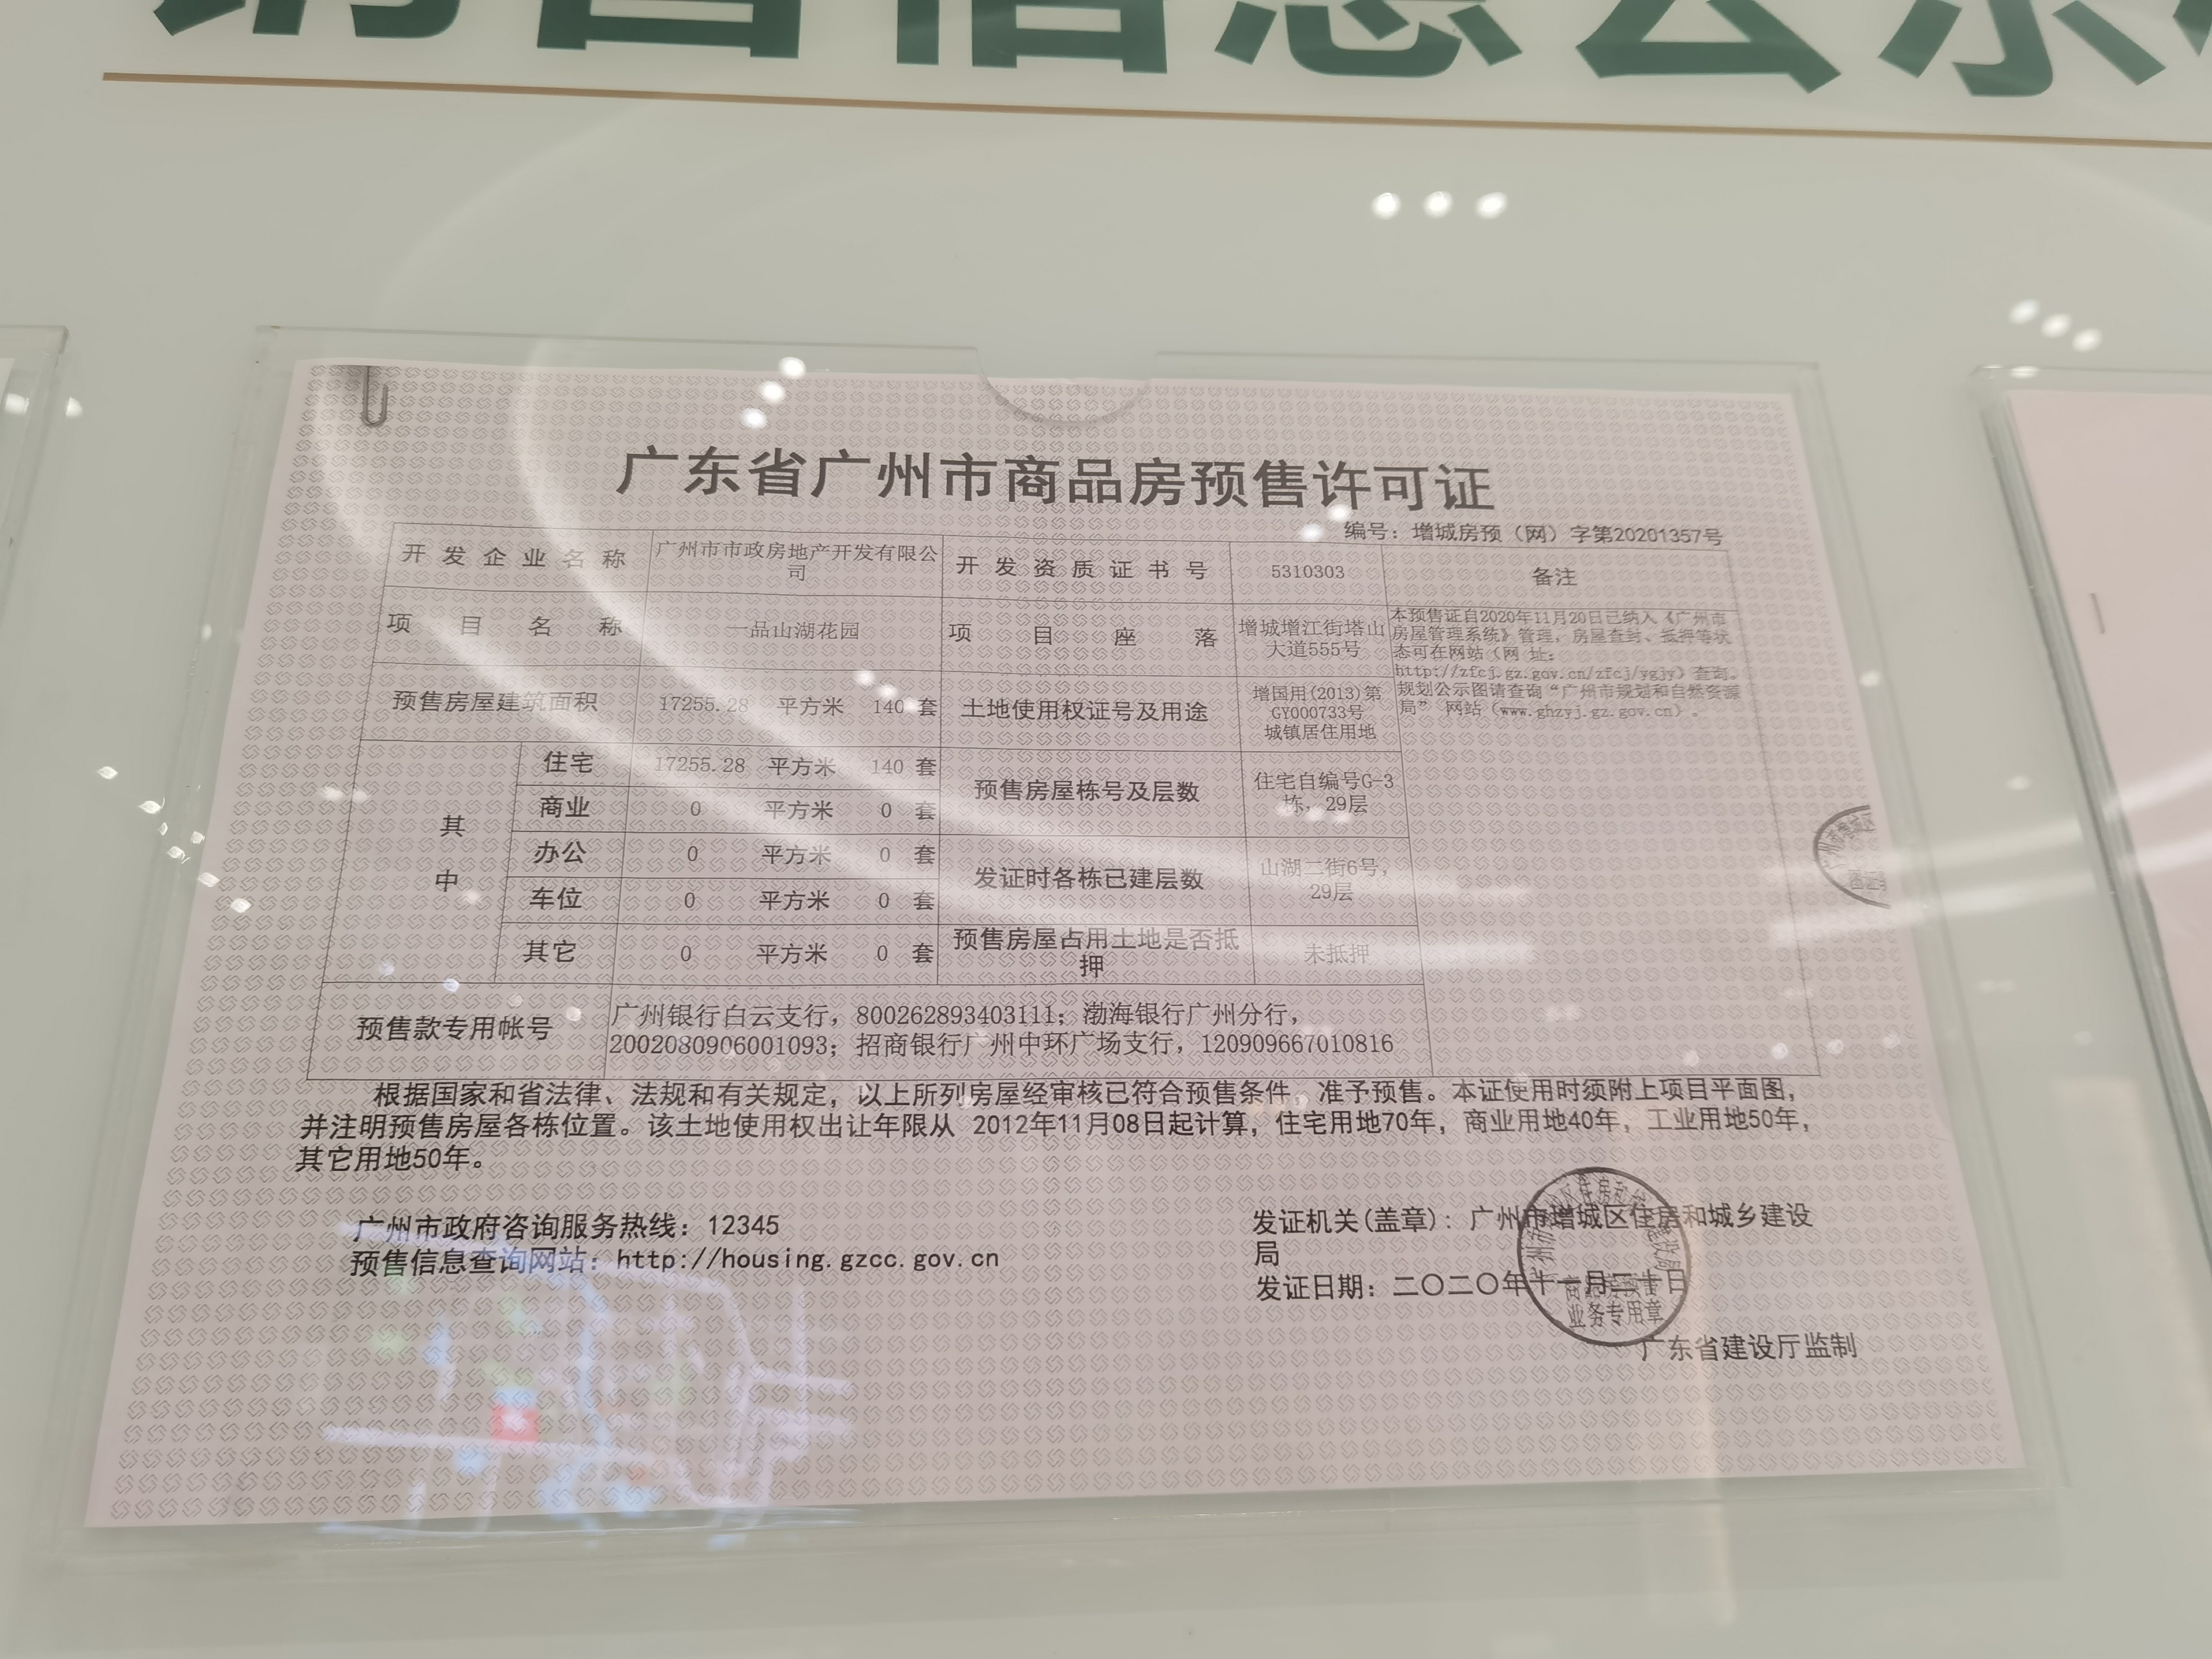 销售信息公示
广东省广州市商品房预售许可证
编号：增城房预（网）字第20201357号
开发企业名称 广州市市政房地产开发有限公 开发资质证书号 5310303 备注
司
项目名称 一品山湖花园 项目座落 增城增江街塔山
大道555号
本预售证自2020年11月20日已纳入《广州市
房屋管理系统》管理，房屋查封、抵押等状
态可在网站（网 址：
http://zfcj.gz.gov.cn/zfcj/ygjy）查询。
规划公示图请查询“广州市规划和自然资源
局” 网站（www.ghzyj.gz.gov.cn）。
预售房屋建筑面积 17255.28 平方米 140 套 土地使用权证号及用途 增国用(2013)第
GY000733号
城镇居住用地
其中
住宅 17255.28 平方米 140 套
商业 0 平方米 0 套
预售房屋栋号及层数 住宅自编号G-3
栋，29层
办公 0 平方米 0 套
车位 0 平方米 0 套
发证时各栋已建层数 山湖二街6号，
29层
其它 0 平方米 0 套 预售房屋占用土地是否抵 未抵押
押
预售款专用帐号 广州银行白云支行，800262893403111；渤海银行广州分行，
2002080906001093；招商银行广州中环广场支行，120909667010816
根据国家和省法律、法规和有关规定，以上所列房屋经审核已符合预售条件，准予预售。本证使用时须附上项目平面图，
并注明预售房屋各栋位置。该土地使用权出让年限从 2012年11月08日起计算，住宅用地70年，商业用地40年，工业用地50年，
其它用地50年。
广州市政府咨询服务热线：12345
预售信息查询网站：http://housing.gzcc.gov.cn
发证机关(盖章)：广州市增城区住房和城乡建设
局
发证日期：二〇二〇年十一月二十日
业务专用章
广东省建设厅监制